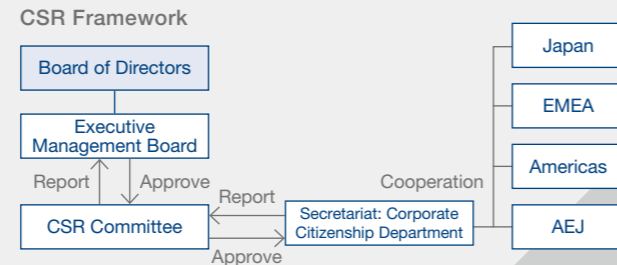 CSR Framework
Board of Directors
Executive
Management Board
Report
Approve
CSR Committee
Report
Approve
Secretariat: Corporate
Citizenship Department
Cooperation
Japan
EMEA
Americas
AEJ